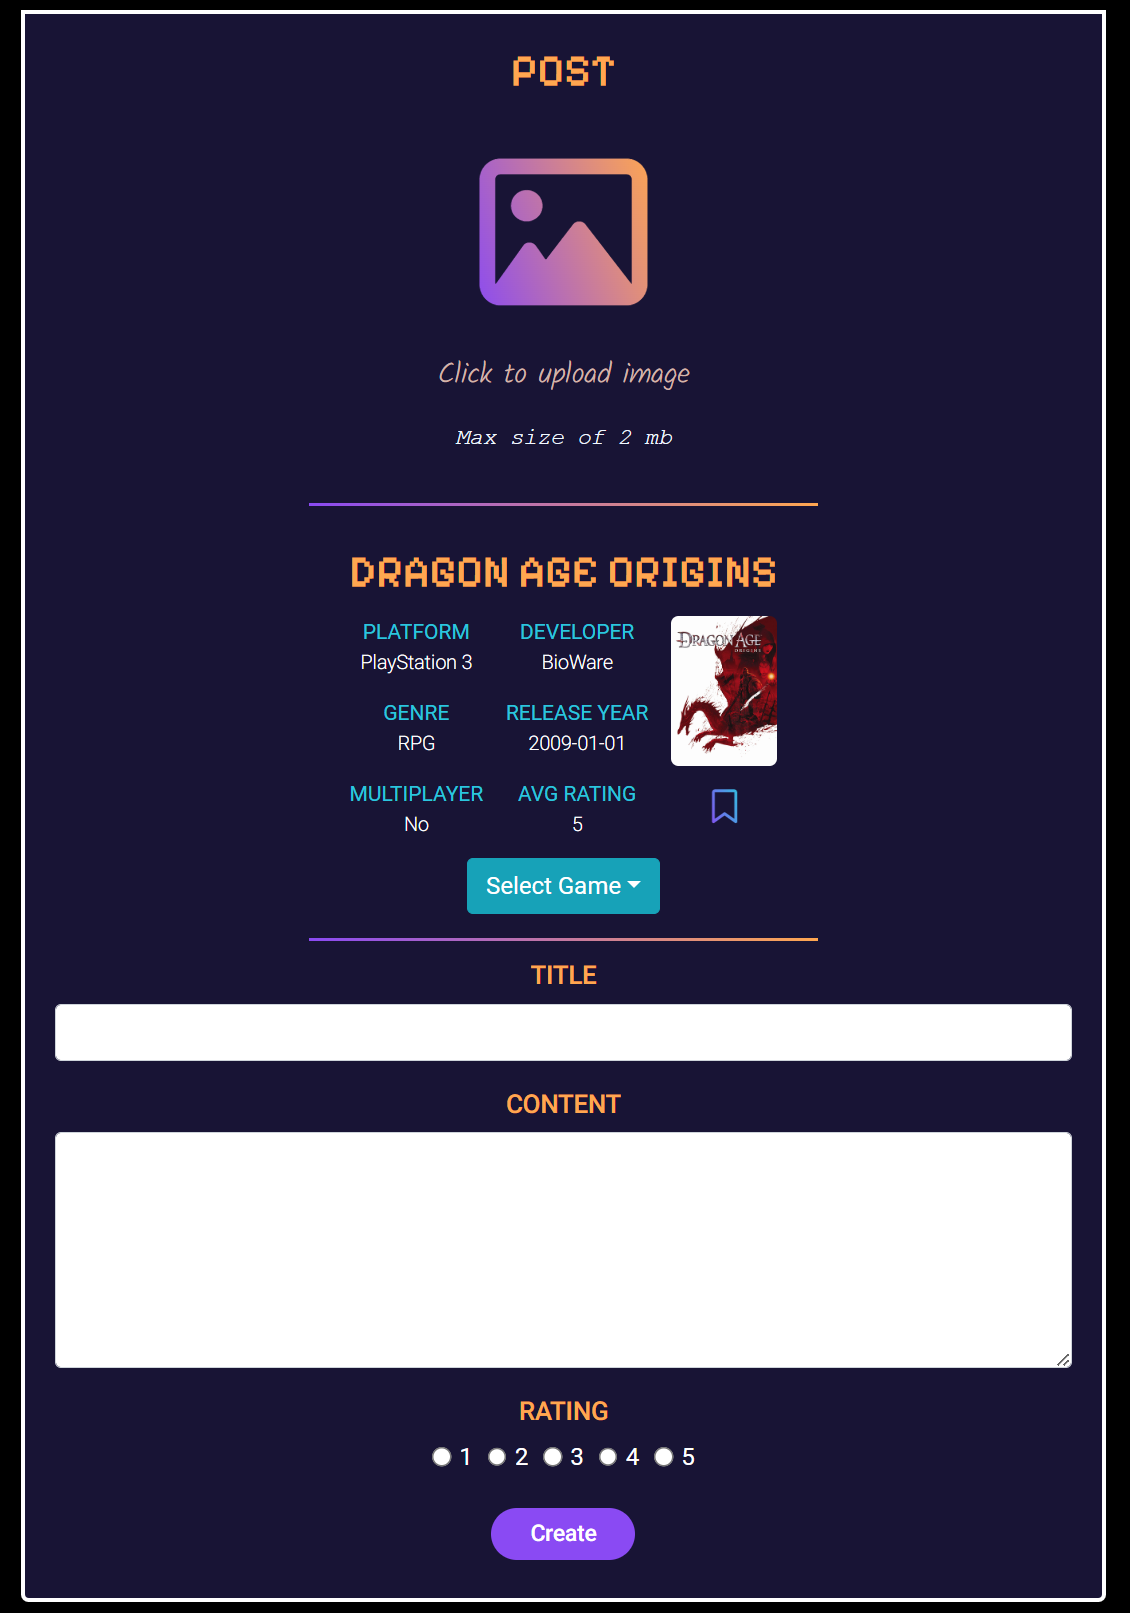 POST
Click to upload image
Max size of 2 mb
DRAGON AGE ORIGINS
PLATFORM
PlayStation 3
DEVELOPER
BioWare
DRAGON AGE
ORIGINS
GENRE
RPG
RELEASE YEAR
2009-01-01
MULTIPLAYER
No
AVG RATING
5
Select Game
TITLE
CONTENT
RATING
1 2 3 4 5
Create